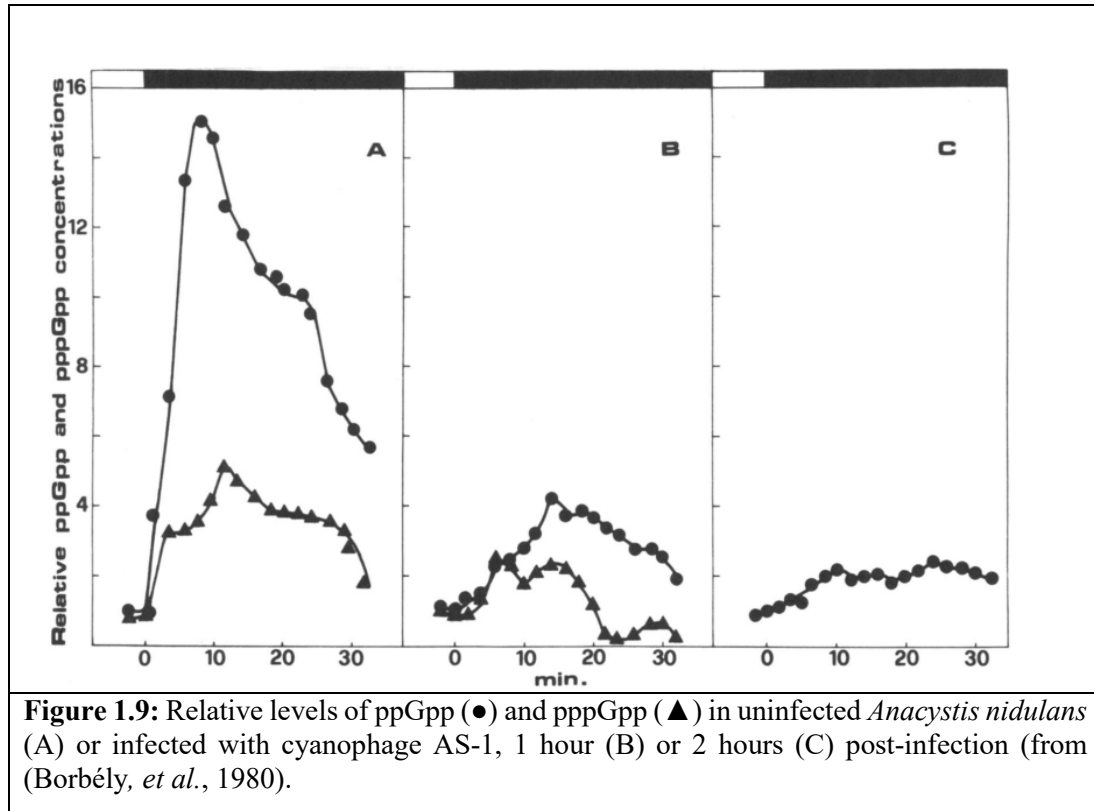 16
12
8
4
Relative ppGpp and pppGpp concentrations
A
B
C
0 10 20 30 0 10 20 30 0 10 20 30
min.
Figure 1.9: Relative levels of ppGpp (●) and pppGpp (▲) in uninfected Anacystis nidulans
(A) or infected with cyanophage AS-1, 1 hour (B) or 2 hours (C) post-infection (from
(Borbély, et al., 1980).